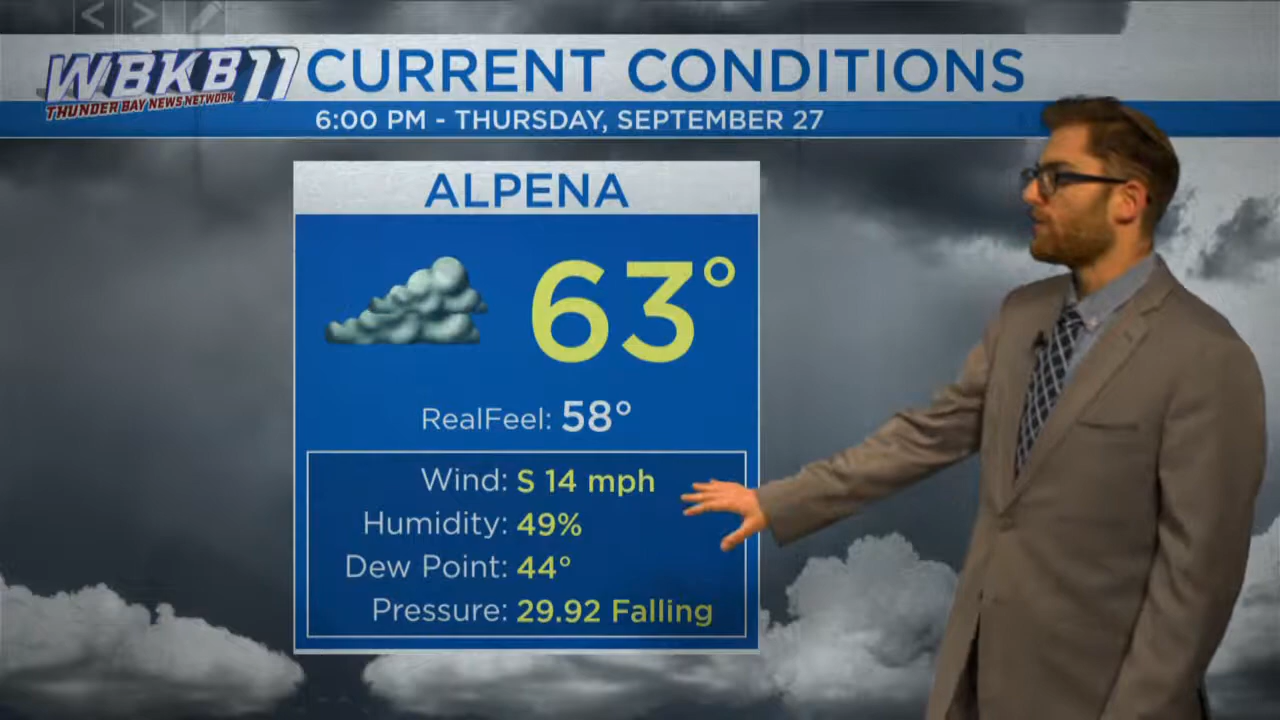 WBKB 11
THUNDER BAY NEWS NETWORK
CURRENT CONDITIONS
6:00 PM - THURSDAY, SEPTEMBER 27
ALPENA
63°
RealFeel: 58°
Wind: S 14 mph
Humidity: 49%
Dew Point: 44°
Pressure: 29.92 Falling